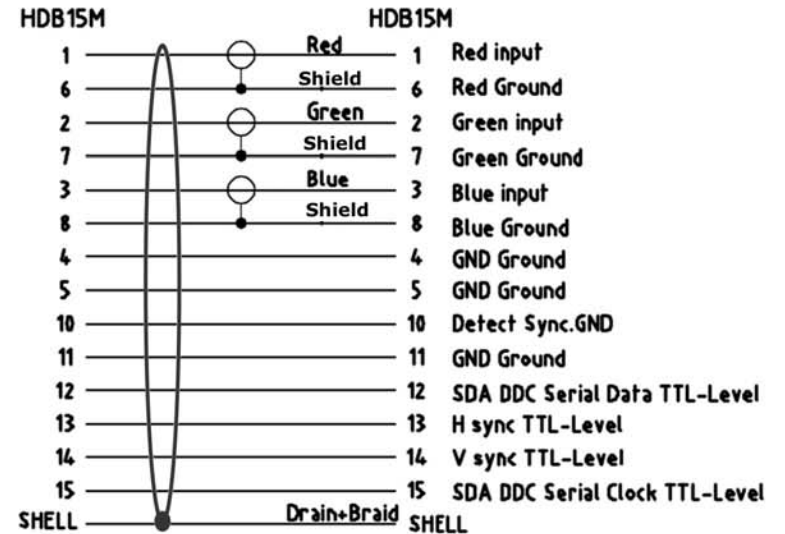 HDB15M HDB15M
1 Red 1 Red input
6 Shield 6 Red Ground
2 Green 2 Green input
7 Shield 7 Green Ground
3 Blue 3 Blue input
8 Shield 8 Blue Ground
4 4 GND Ground
5 5 GND Ground
10 10 Detect Sync.GND
11 11 GND Ground
12 12 SDA DDC Serial Data TTL-Level
13 13 H sync TTL-Level
14 14 V sync TTL-Level
15 15 SDA DDC Serial Clock TTL-Level
SHELL Drain+Braid SHELL